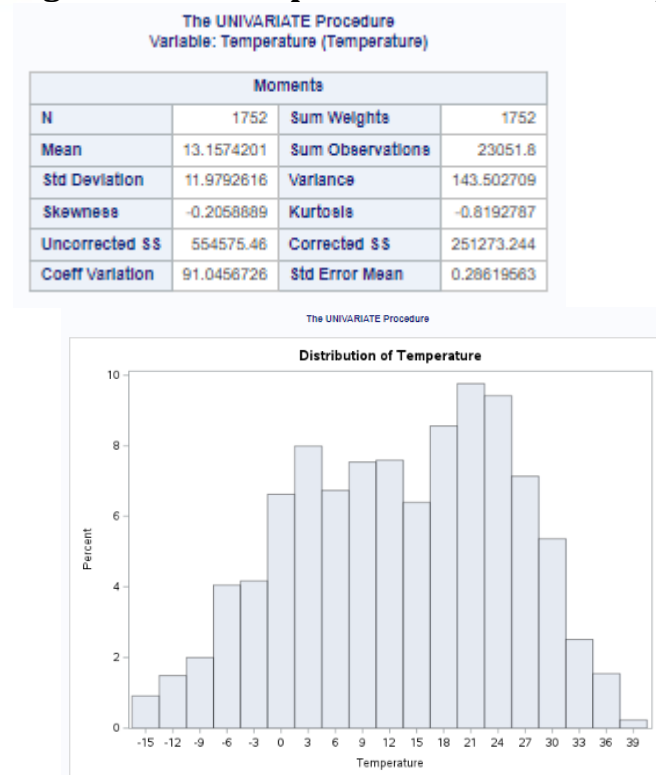 The UNIVARIATE Procedure
Variable: Temperature (Temperature)
Moments
N 1752 Sum Weights 1752
Mean 13.1574201 Sum Observations 23051.8
Std Deviation 11.9792616 Variance 143.502709
Skewness -0.2058889 Kurtosis -0.8192787
Uncorrected SS 554575.46 Corrected SS 251273.244
Coeff Variation 91.0456726 Std Error Mean 0.28619563
The UNIVARIATE Procedure
Distribution of Temperature
10
8
6
4
2
0
Percent
-15 -12 -9 -6 -3 0 3 6 9 12 15 18 21 24 27 30 33 36 39
Temperature